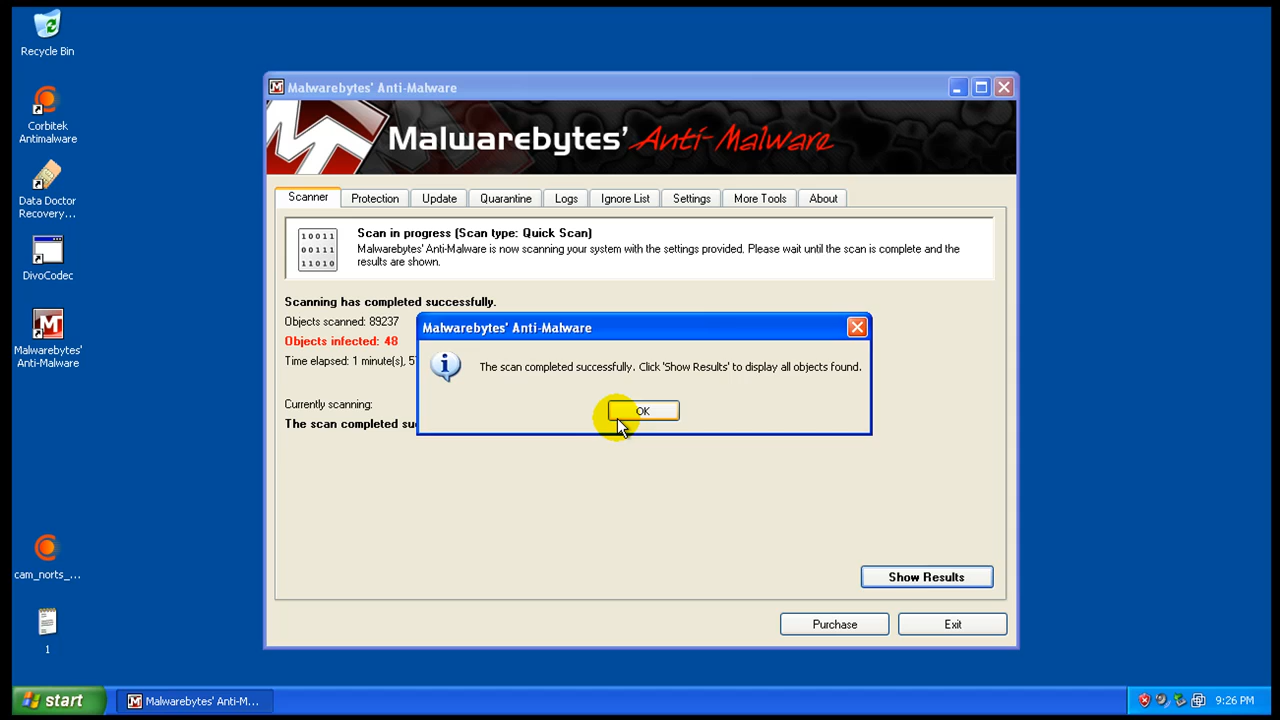 Recycle Bin
Corbitek
Antimalware
Data Doctor
Recovery...
DivoCodec
Malwarebytes'
Anti-Malware
cam_norts_...
1
Malwarebytes' Anti-Malware
Malwarebytes' Anti-Malware
Scanner Protection Update Quarantine Logs Ignore List Settings More Tools About
10011
00111
11010
Scan in progress (Scan type: Quick Scan)
Malwarebytes' Anti-Malware is now scanning your system with the settings provided. Please wait until the scan is complete and the
results are shown.
Scanning has completed successfully.
Objects scanned: 89237
Objects infected: 48
Time elapsed: 1 minute(s),
Currently scanning:
The scan completed
Malwarebytes' Anti-Malware
The scan completed successfully. Click 'Show Results' to display all objects found.
OK
Show Results
Purchase Exit
start
Malwarebytes' Anti-M...
9:26 PM